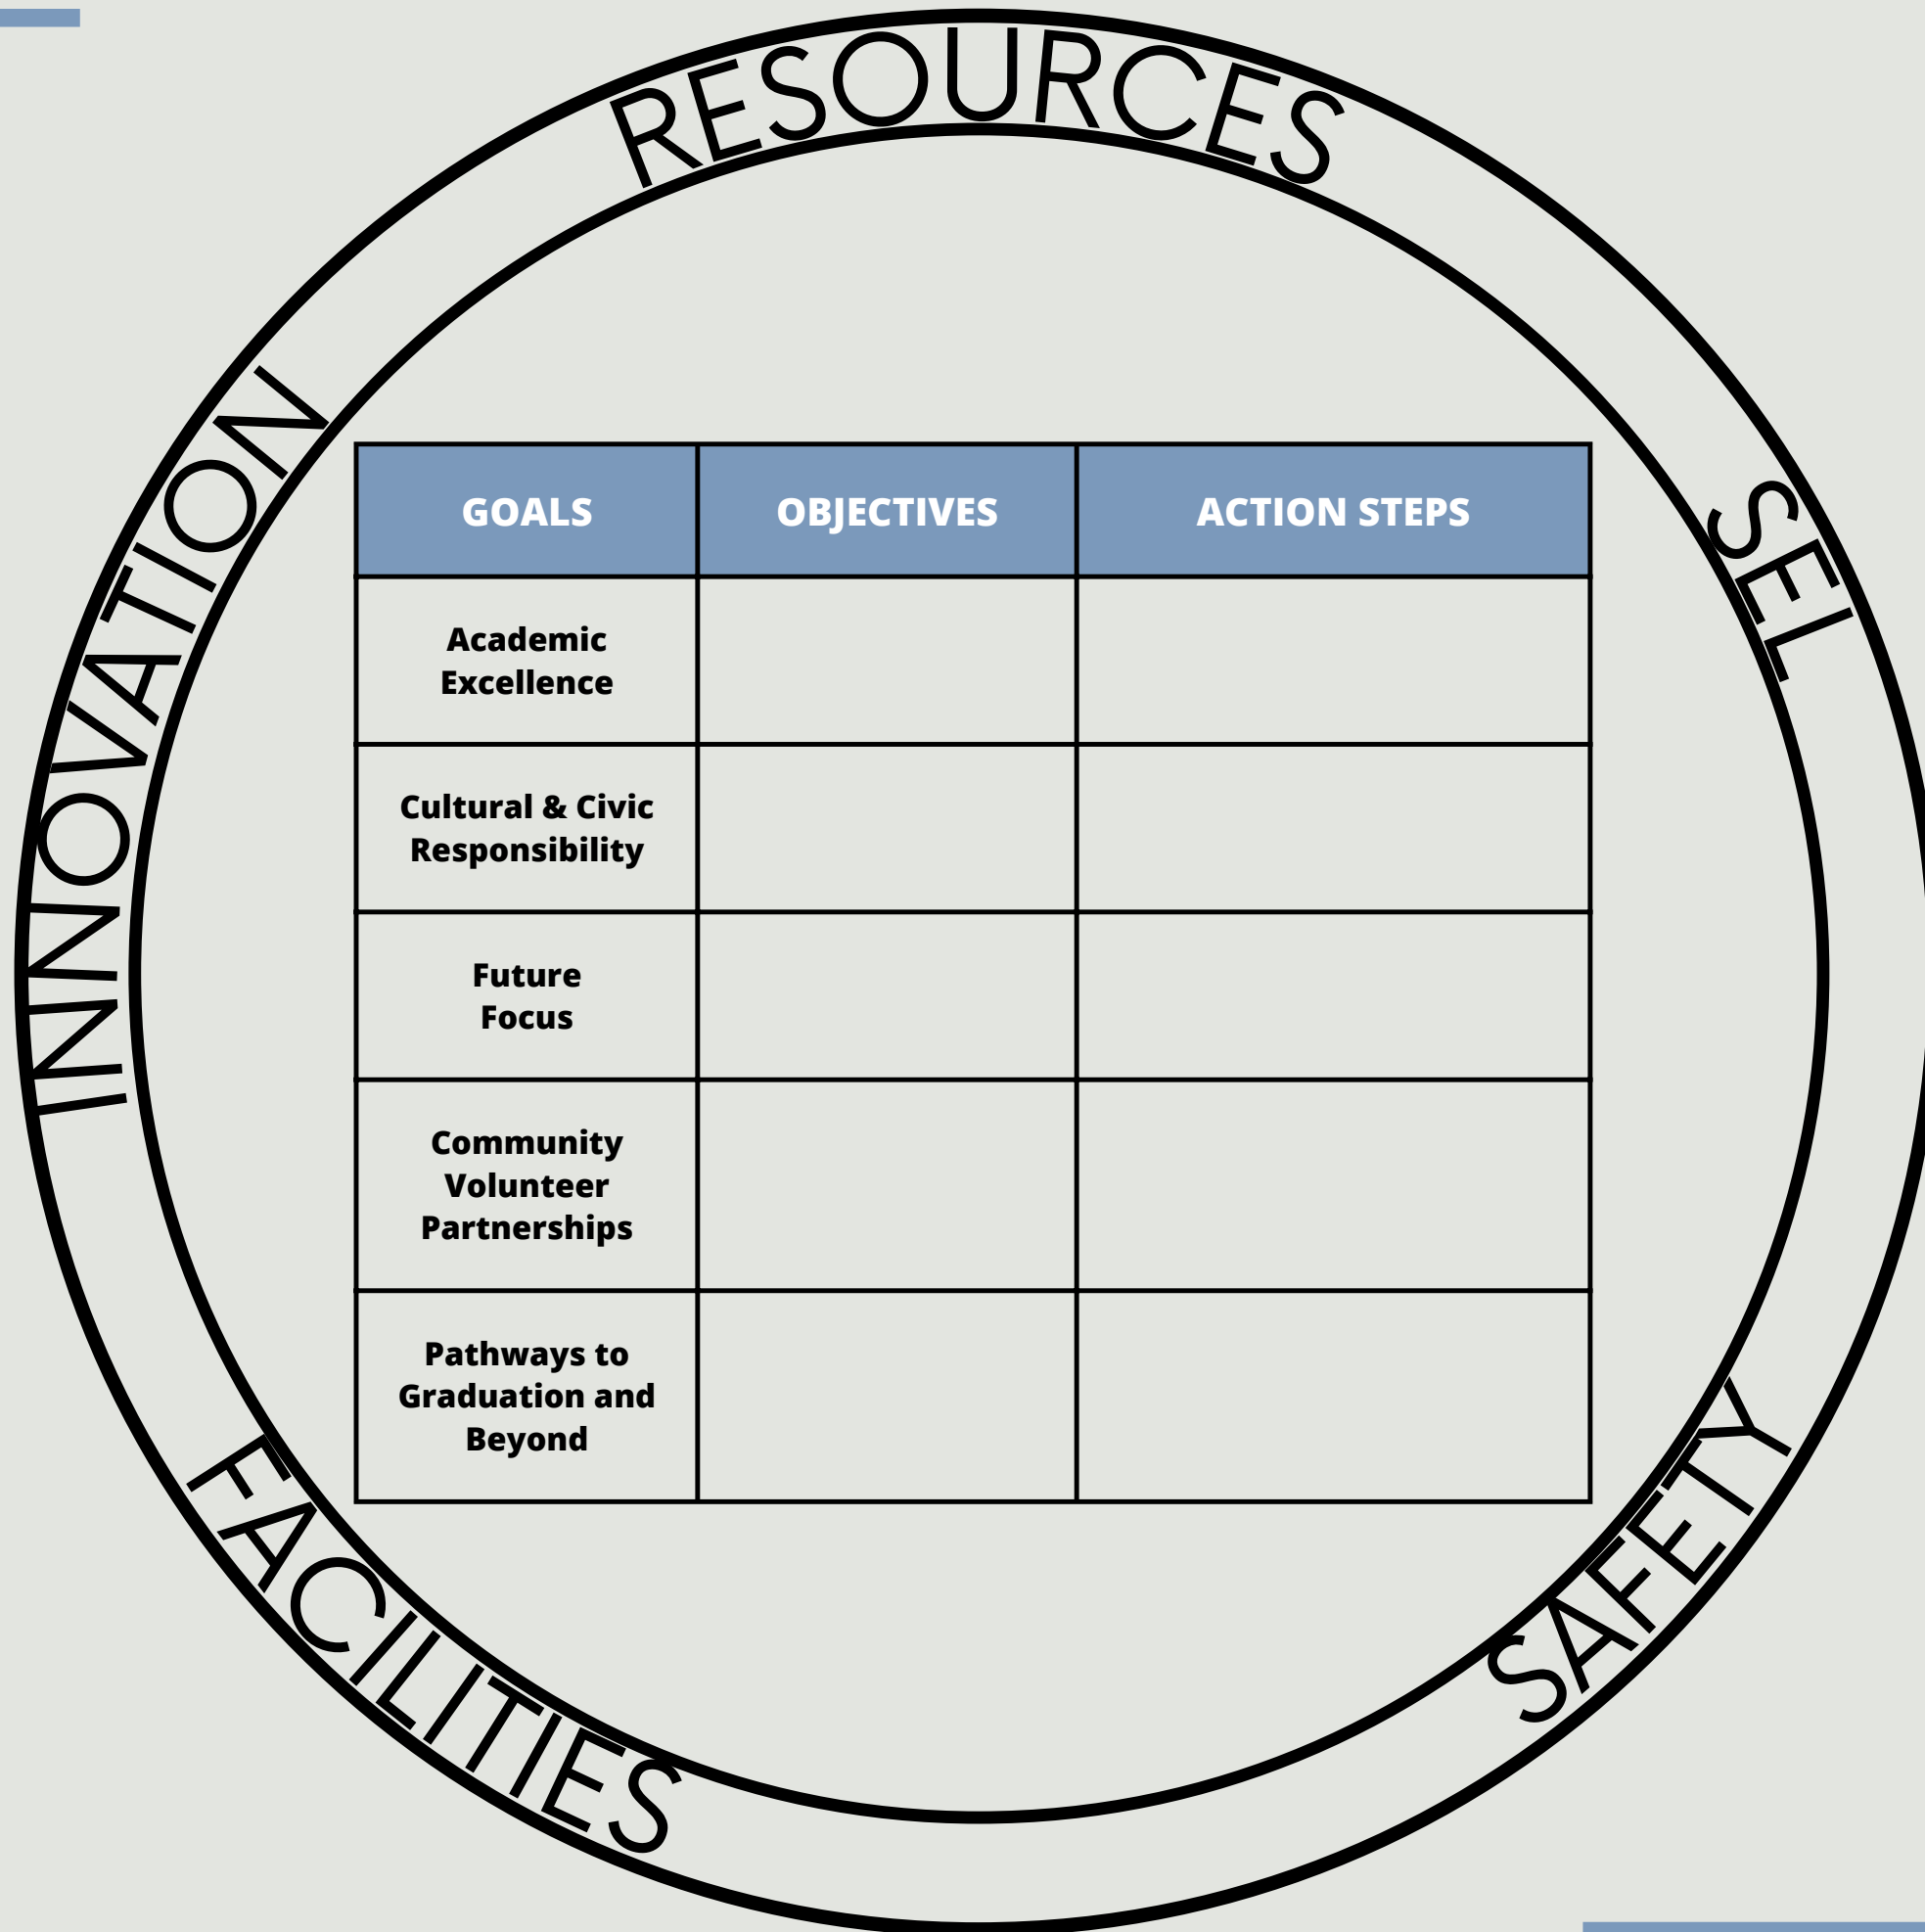 RESOURCES
INNOVATION
SEL
GOALS
OBJECTIVES
ACTION STEPS
Academic
Excellence
Cultural & Civic
Responsibility
Future
Focus
Community
Volunteer
Partnerships
Pathways to
Graduation and
Beyond
FACILITIES
SAFETY